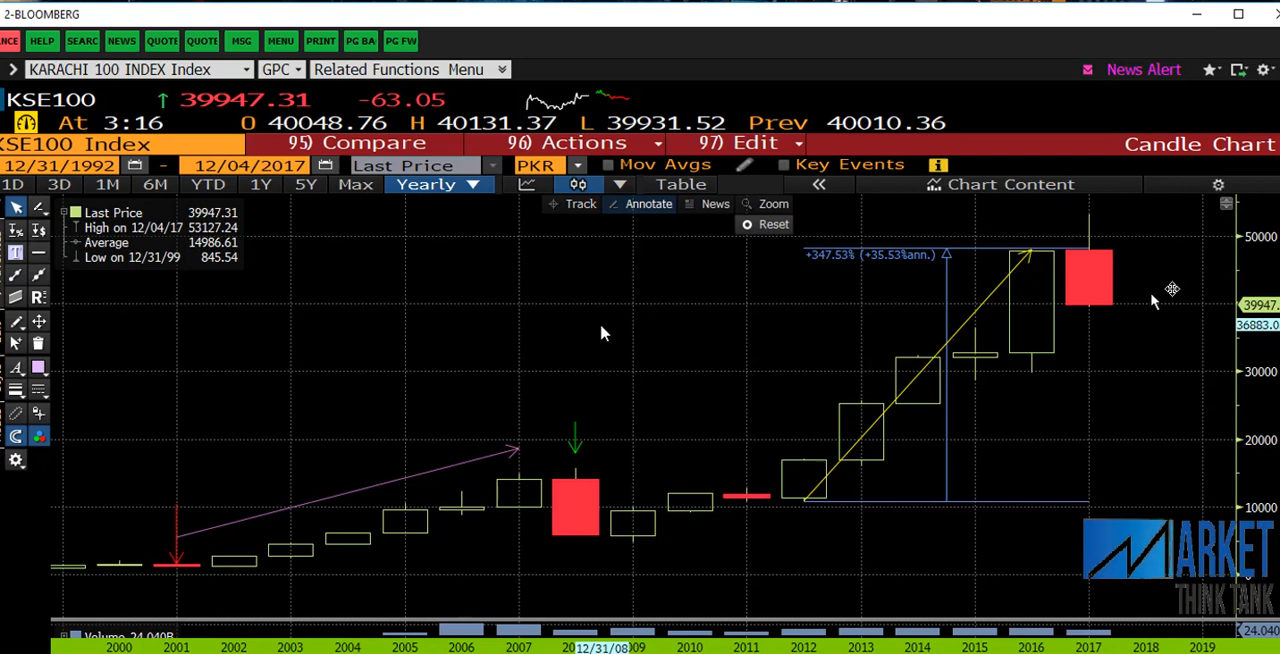 2-BLOOMBERG
NCE HELP SEARC NEWS QUOTE QUOTE MSG MENU PRINT PG BA PG FW
KARACHI 100 INDEX Index GPC Related Functions Menu News Alert
KSE100 39947.31 -63.05
At 3:16 O 40048.76 H 40131.37 L 39931.52 Prev 40010.36
KSE100 Index 95) Compare 96) Actions 97) Edit Candle Chart
12/31/1992 - 12/04/2017 Last Price PKR Mov Avgs Key Events
1D 3D 1M 6M YTD 1Y 5Y Max Yearly Table Chart Content
Track Annotate News Zoom
Reset
Last Price 39947.31
High on 12/04/17 53127.24
Average 14986.61
Low on 12/31/99 845.54
+347.53% (+35.53%ann.)
50000
39947.
36883.0
30000
20000
10000
0
ARKET
THINK TANK
Volume 24.040B
24.040
2000 2001 2002 2003 2004 2005 2006 2007 12/31/08 09 2010 2011 2012 2013 2014 2015 2016 2017 2018 2019